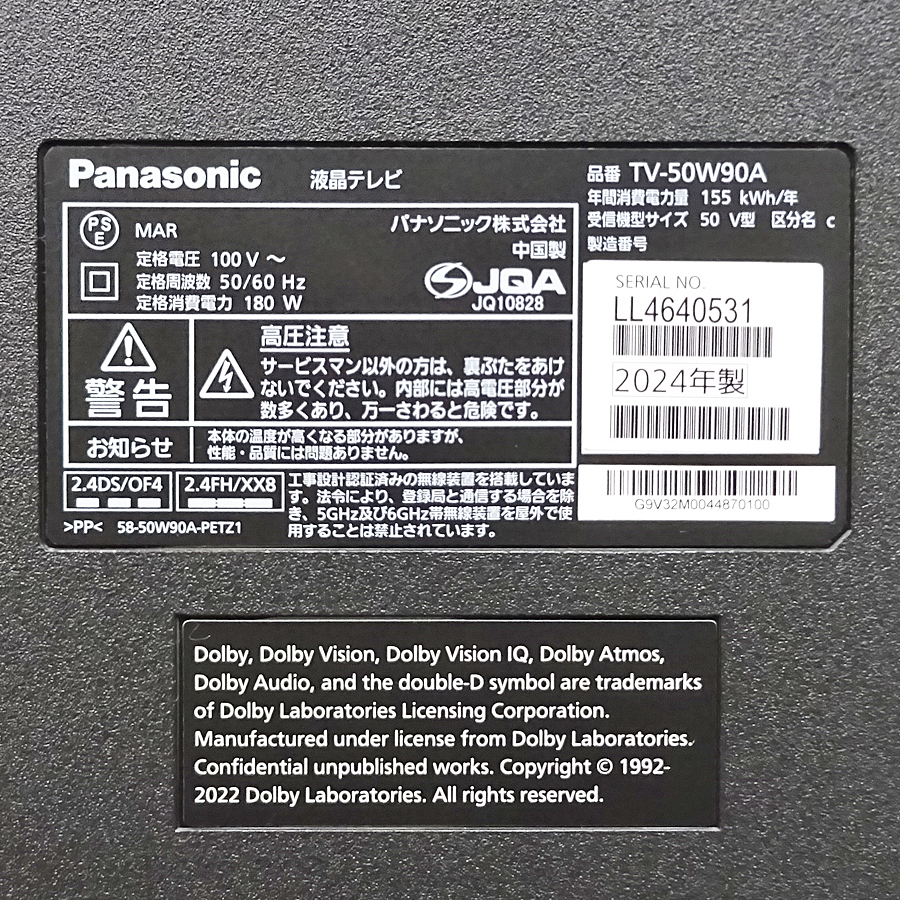 Panasonic 液晶テレビ
品番 TV-50W90A
年間消費電力量 155 kWh/年
受信機型サイズ 50 V型 区分名 c
製造番号
PS
E
MAR
パナソニック株式会社
中国製
定格電圧 100 V ～
定格周波数 50/60 Hz
定格消費電力 180 W
JQA
JQ10828
SERIAL NO.
LL4640531
2024年製
警告
高圧注意
サービスマン以外の方は、裏ぶたをあけ
ないでください。内部には高電圧部分が
数多くあり、万一さわると危険です。
お知らせ
本体の温度が高くなる部分がありますが、
性能・品質には問題ありません。
2.4DS/OF4
2.4FH/XX8
工事設計認証済みの無線装置を搭載していま
す。法令により、登録局と通信する場合を除
き、5GHz及び6GHz帯無線装置を屋外で使
用することは禁止されています。
>PP< 58-50W90A-PETZ1
G9V32M0044870100
Dolby, Dolby Vision, Dolby Vision IQ, Dolby Atmos,
Dolby Audio, and the double-D symbol are trademarks
of Dolby Laboratories Licensing Corporation.
Manufactured under license from Dolby Laboratories.
Confidential unpublished works. Copyright © 1992-
2022 Dolby Laboratories. All rights reserved.